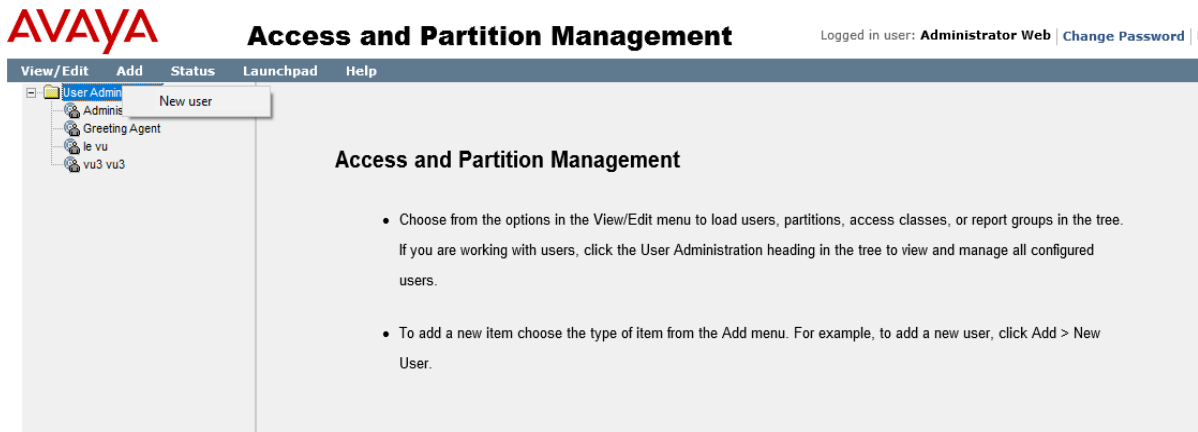 AVAYA
Access and Partition Management
Logged in user: Administrator Web | Change Password |
View/Edit Add Status Launchpad Help
User Admin
New user
Adminis
Greeting Agent
le vu
vu3 vu3
Access and Partition Management
• Choose from the options in the View/Edit menu to load users, partitions, access classes, or report groups in the tree.
If you are working with users, click the User Administration heading in the tree to view and manage all configured
users.
• To add a new item choose the type of item from the Add menu. For example, to add a new user, click Add > New
User.